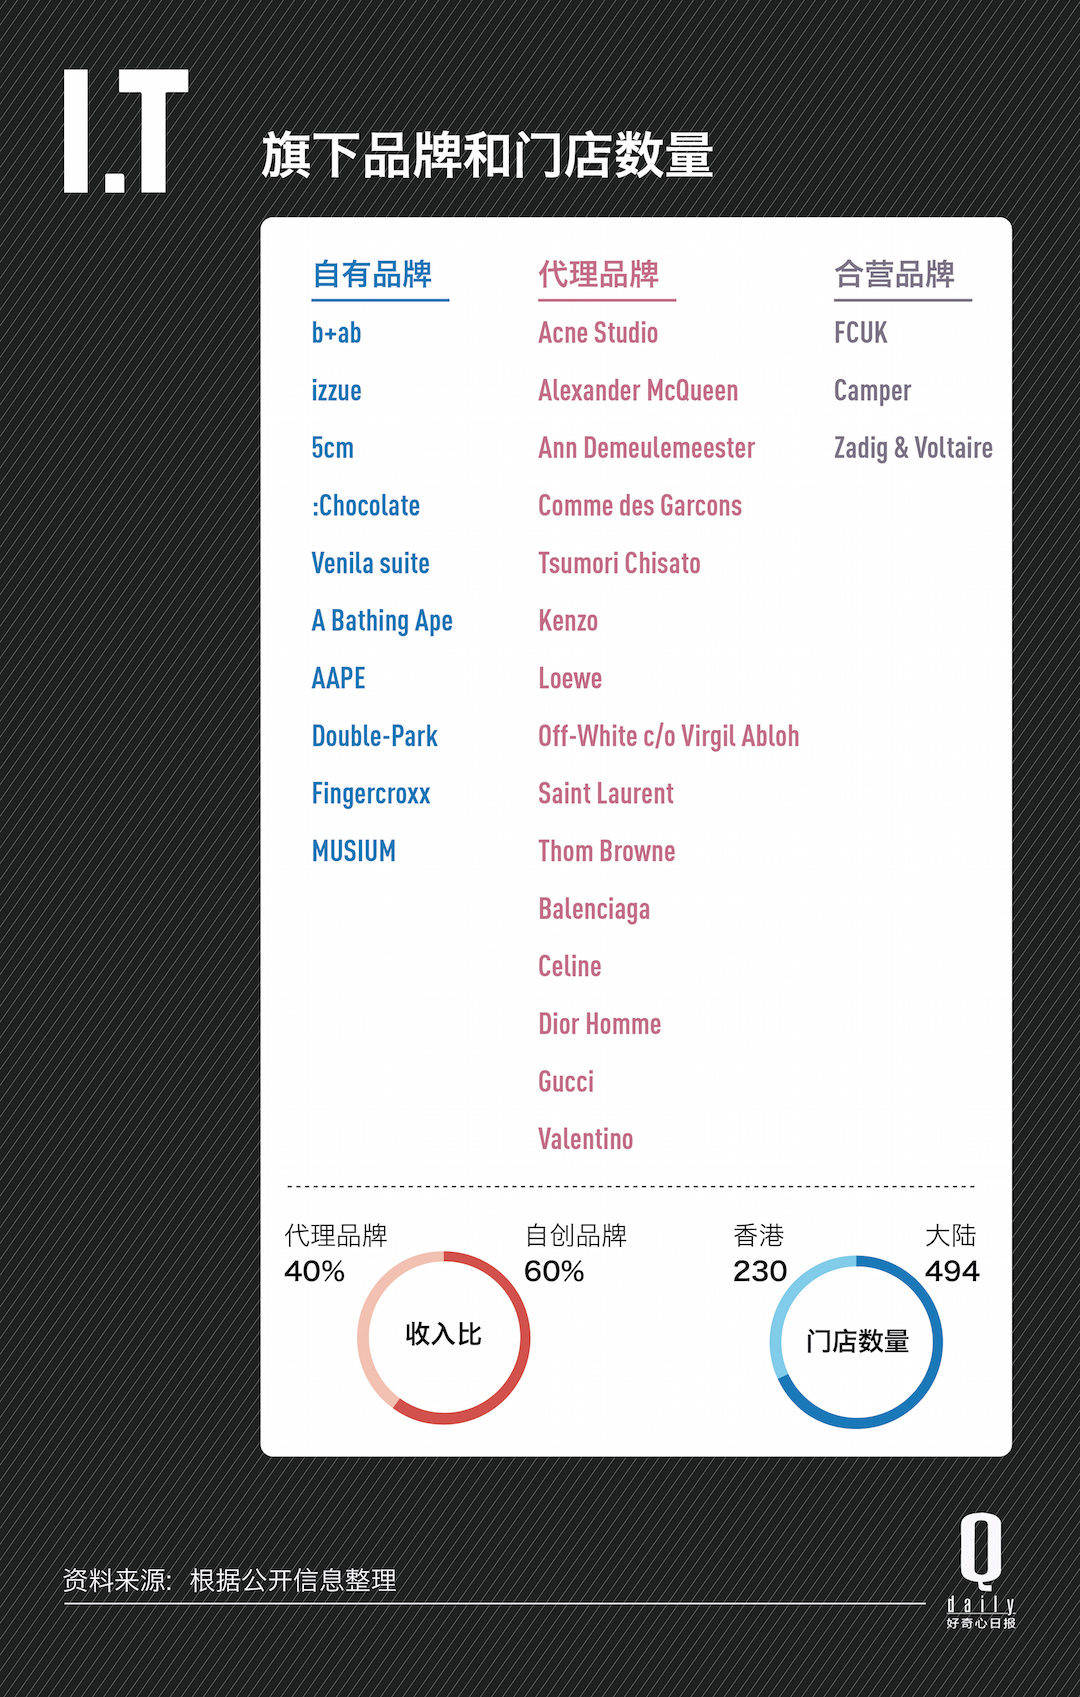 I.T
旗下品牌和门店数量
自有品牌
b+ab
izzue
5cm
:Chocolate
Venila suite
A Bathing Ape
AAPE
Double-Park
Fingercroxx
MUSIUM
代理品牌
Acne Studio
Alexander McQueen
Ann Demeulemeester
Comme des Garcons
Tsumori Chisato
Kenzo
Loewe
Off-White c/o Virgil Abloh
Saint Laurent
Thom Browne
Balenciaga
Celine
Dior Homme
Gucci
Valentino
合营品牌
FCUK
Camper
Zadig & Voltaire
代理品牌
40%
自创品牌
60%
收入比
香港
230
大陆
494
门店数量
资料来源: 根据公开信息整理
Q
daily
好奇心日报